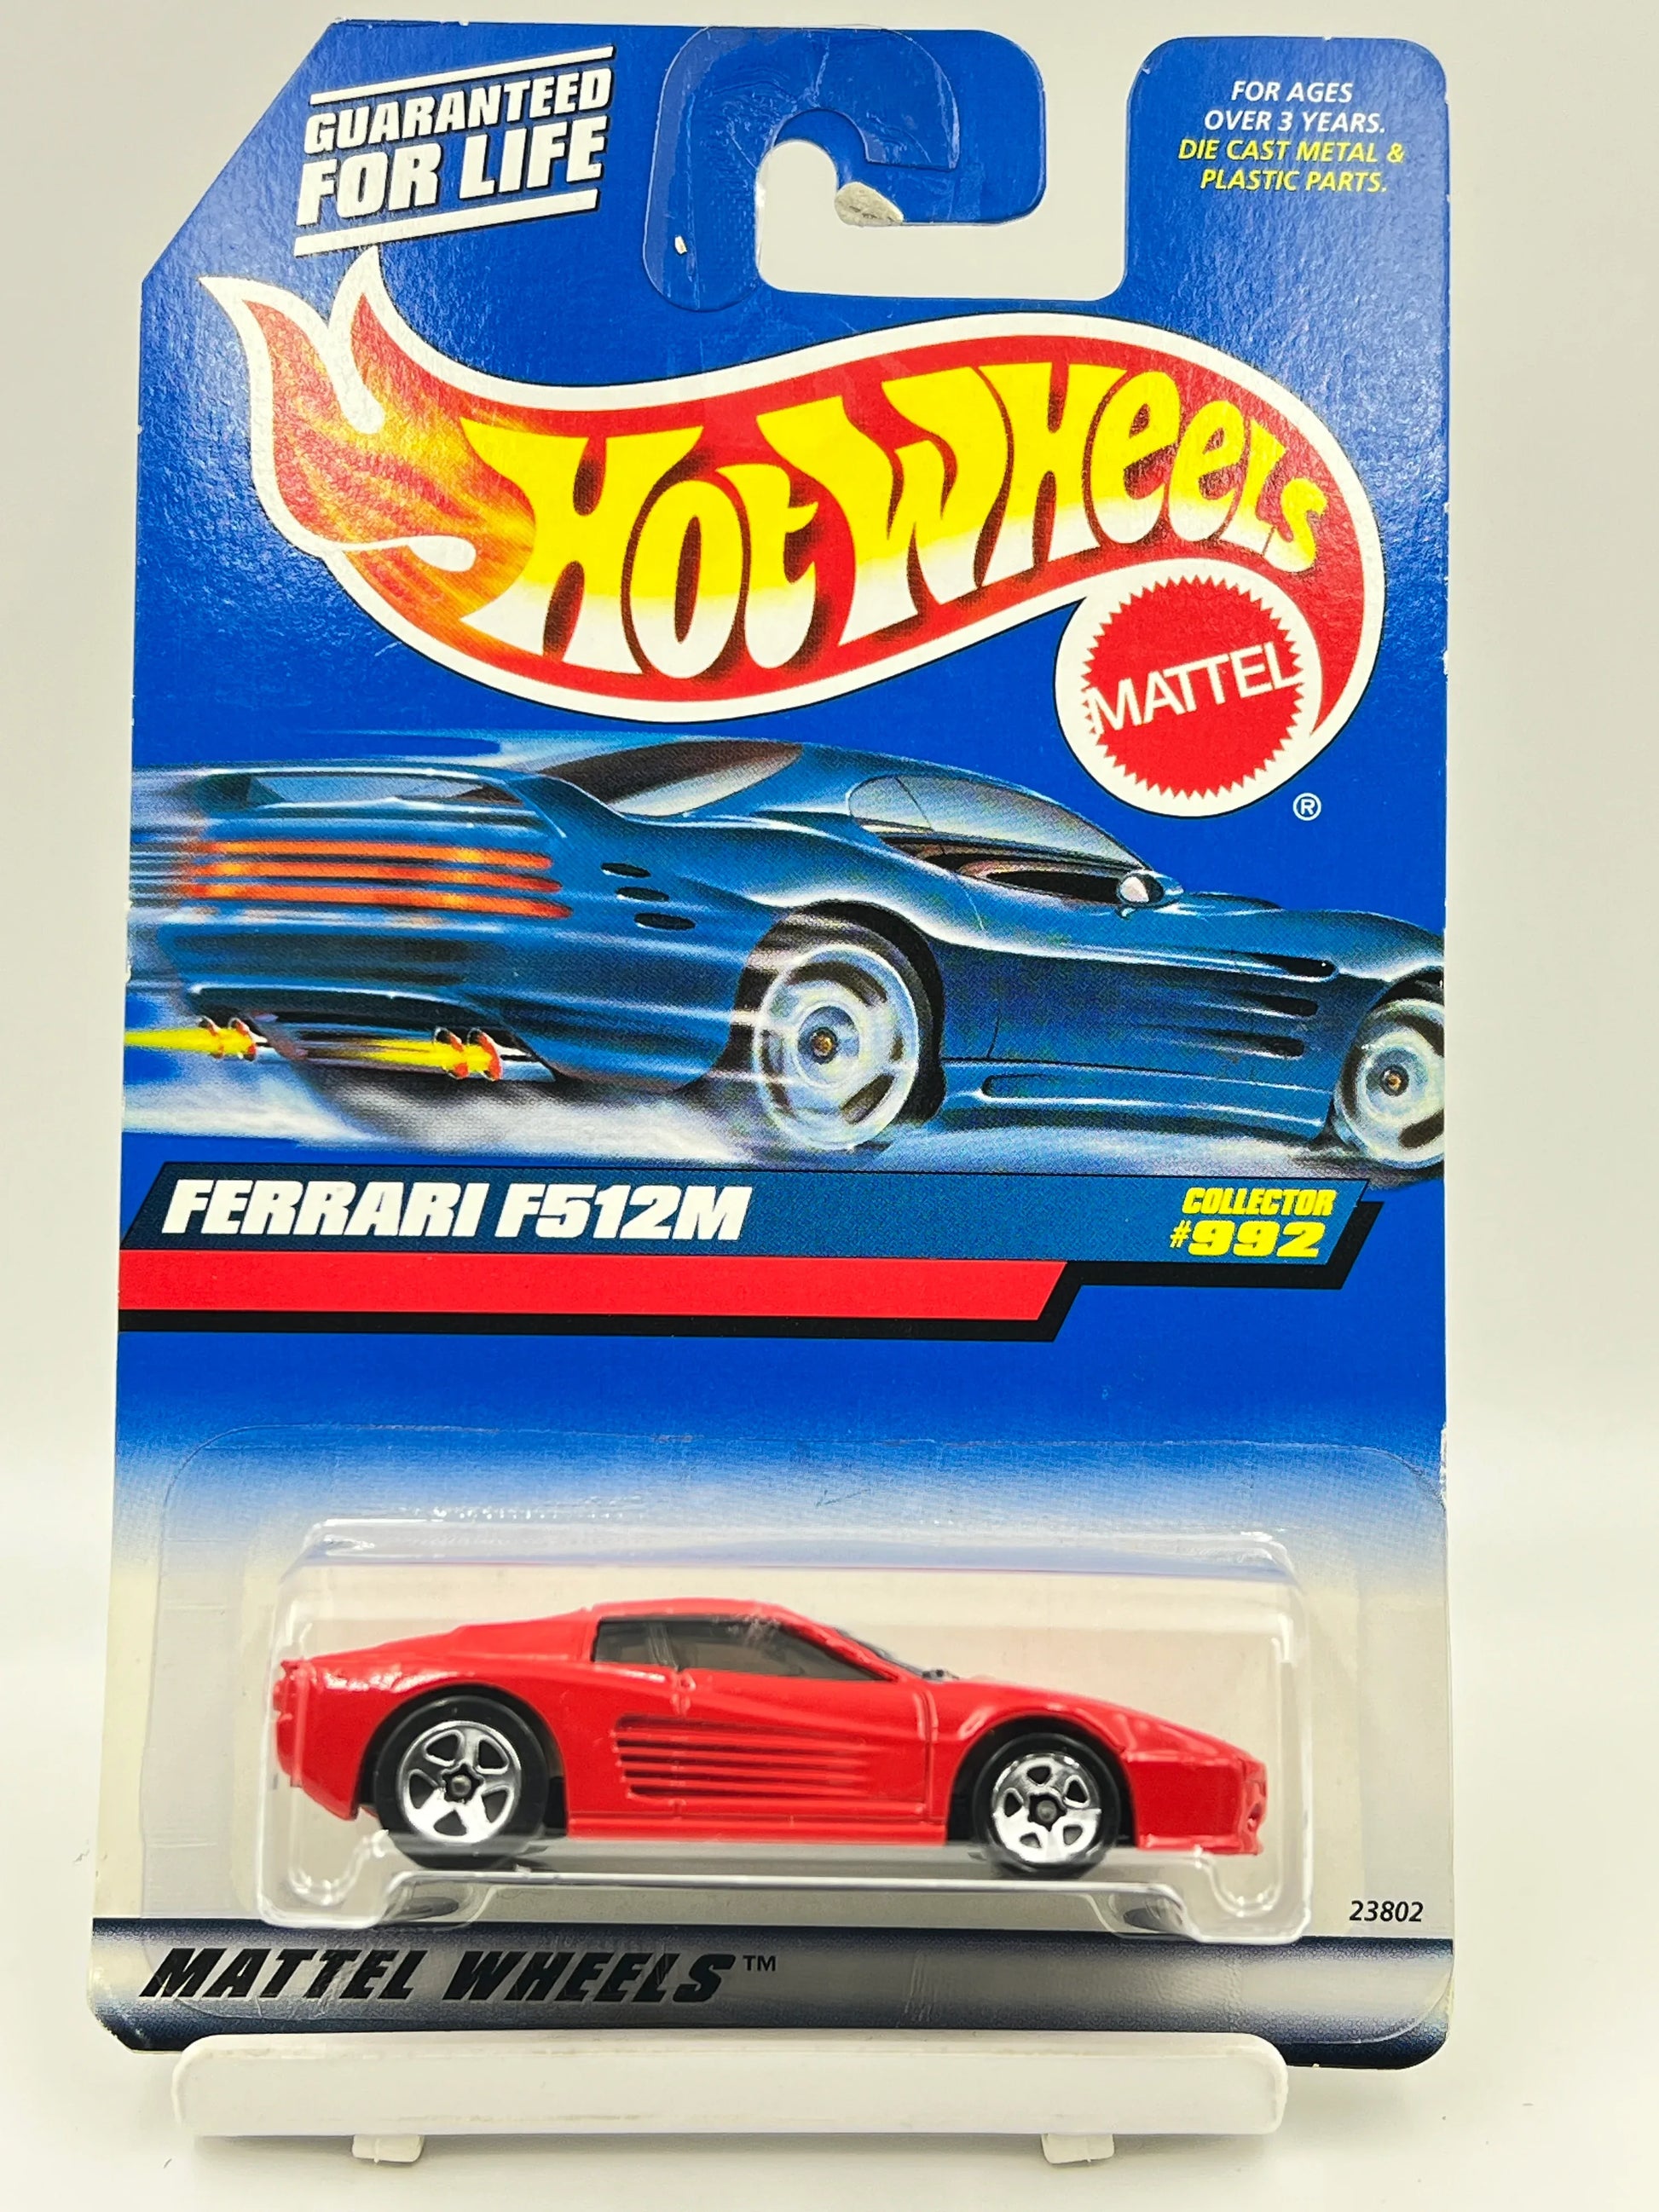 GUARANTEED
FOR LIFE
FOR AGES
OVER 3 YEARS.
DIE CAST METAL &
PLASTIC PARTS.
HOT WHEELS
MATTEL
®
FERRARI F512M
COLLECTOR
#992
23802
MATTEL WHEELS™